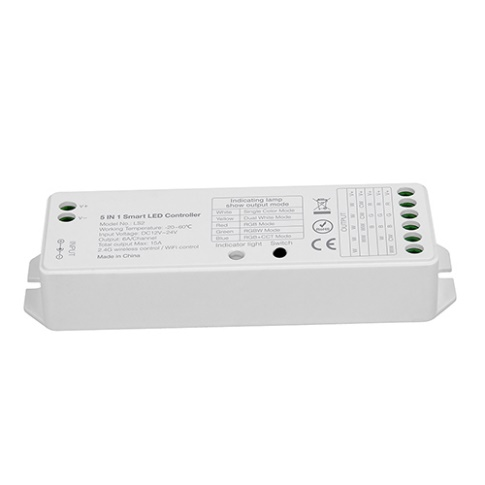 V+
V-
INPUT
5 IN 1 Smart LED Controller
Model No.: LS2
Working Temperature: -20~60℃
Input Voltage: DC12V~24V
Output: 6A/Channel
Total output Max: 15A
2.4G wireless control / WiFi control
Made in China
Indicating lamp
show output mode
White Single Color Mode
Yellow Dual White Mode
Red RGB Mode
Green RGBW Mode
Blue RGB+CCT Mode
Indicator light Switch
RoHS
CE
OUTPUT